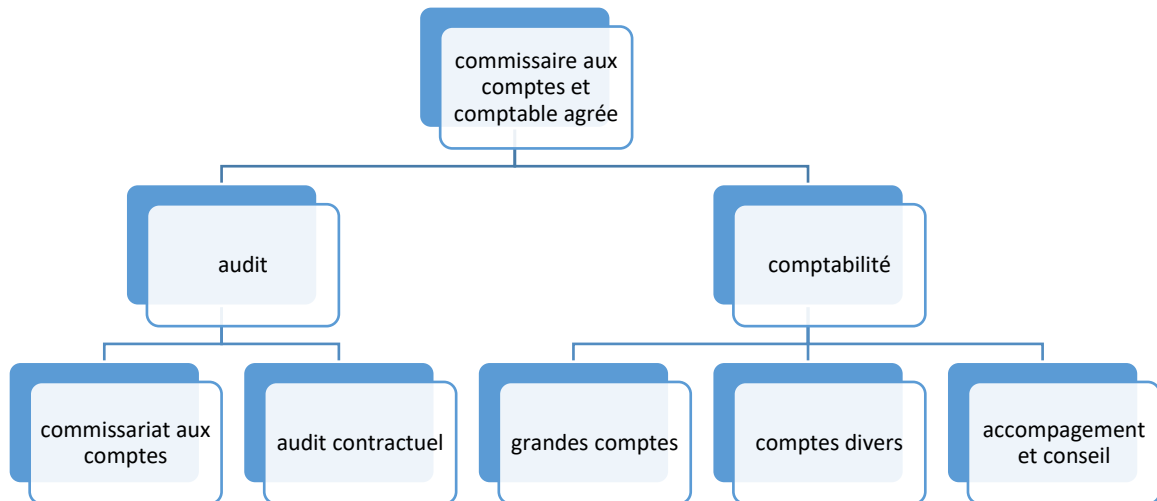 commissaire aux
comptes et
comptable agrée
audit
comptabilité
commissariat aux
comptes
audit contractuel
grandes comptes
comptes divers
accompagement
et conseil